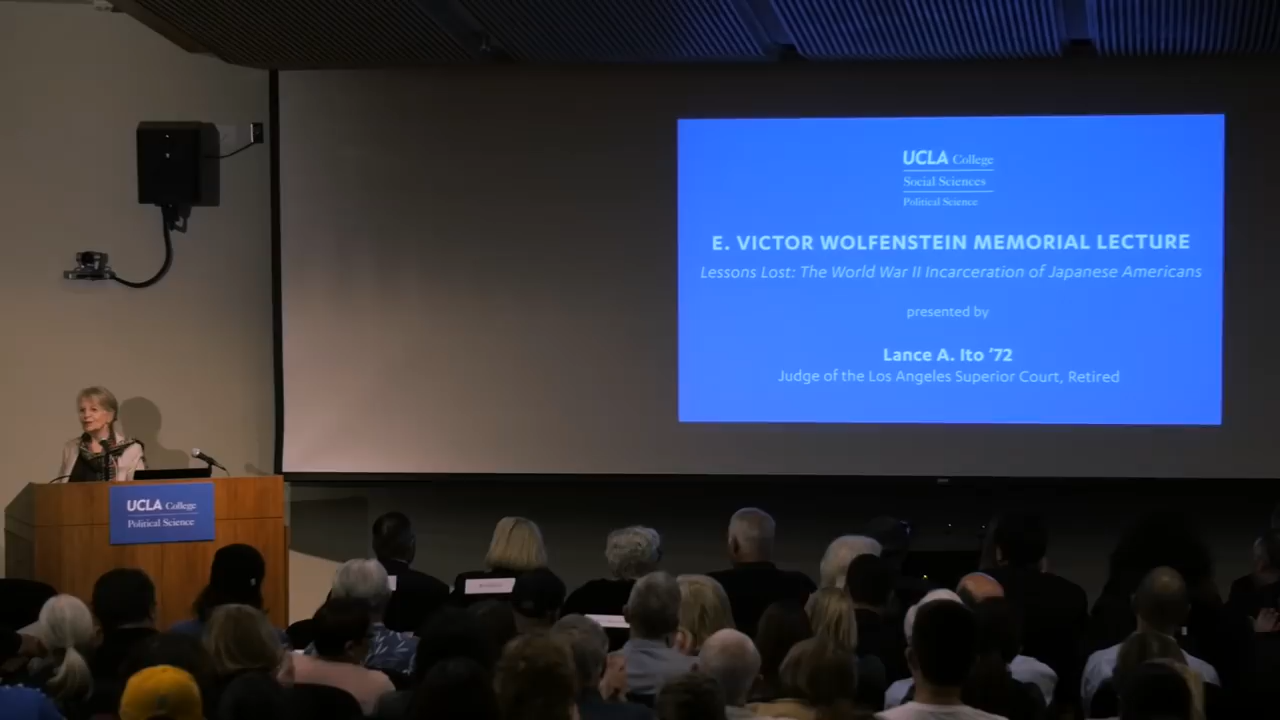 UCLA College
Social Sciences
Political Science
E. VICTOR WOLFENSTEIN MEMORIAL LECTURE
Lessons Lost: The World War II Incarceration of Japanese Americans
presented by
Lance A. Ito ’72
Judge of the Los Angeles Superior Court, Retired
UCLA College
Political Science